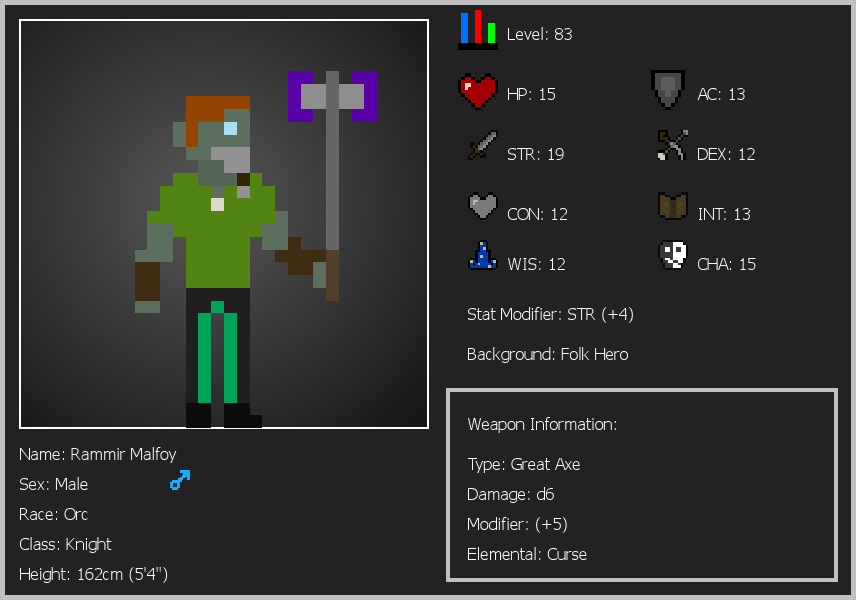 Level: 83
HP: 15
AC: 13
STR: 19
DEX: 12
CON: 12
INT: 13
WIS: 12
CHA: 15
Stat Modifier: STR (+4)
Background: Folk Hero
Weapon Information:
Type: Great Axe
Damage: d6
Modifier: (+5)
Elemental: Curse
Name: Rammir Malfoy
Sex: Male
Race: Orc
Class: Knight
Height: 162cm (5'4")